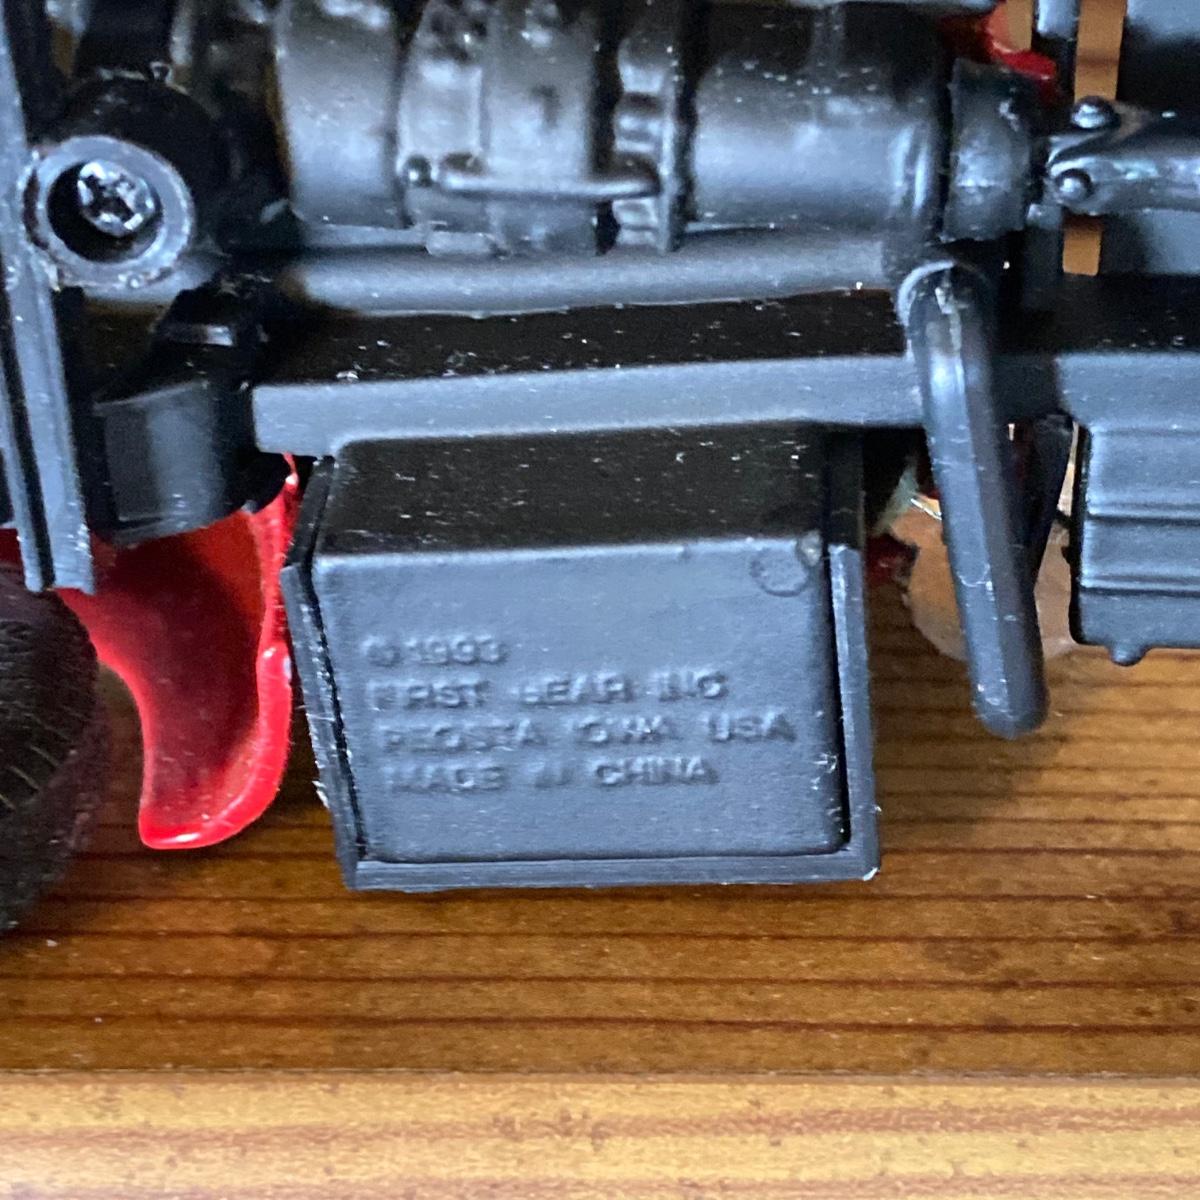 © 1993
FIRST GEAR INC
PEOSTA IOWA USA
MADE IN CHINA